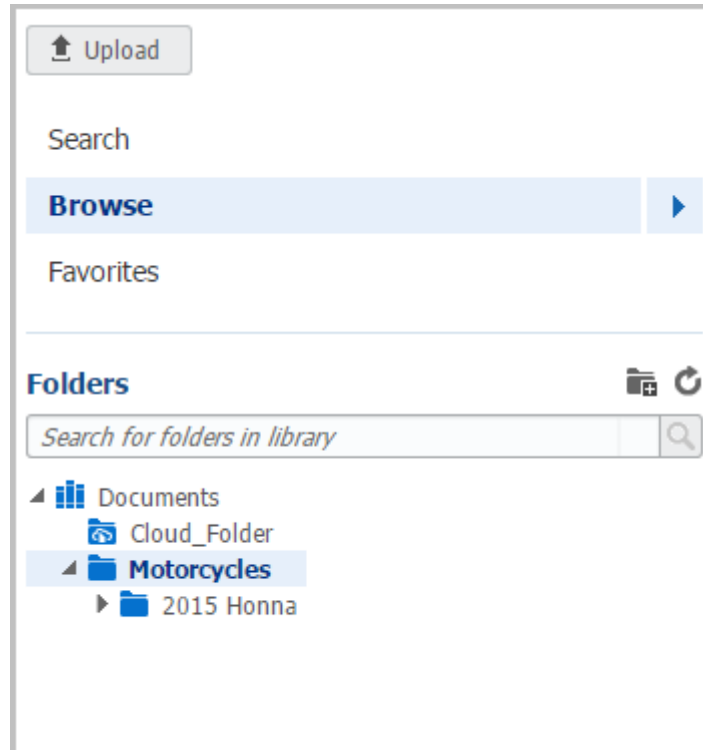 Upload
Search
Browse
Favorites
Folders
Search for folders in library
Documents
Cloud_Folder
Motorcycles
2015 Honna